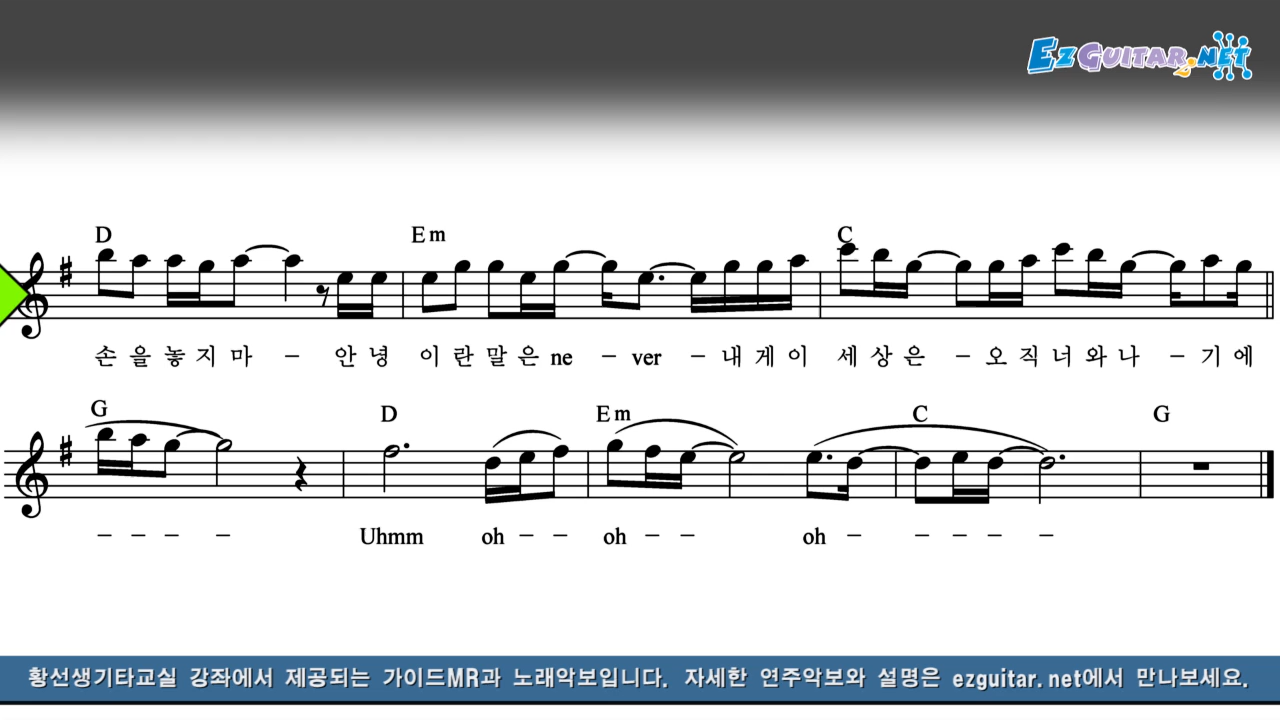 EZGUITAR.NET
D Em C
손 을 놓 지 마 – 안 녕 이 란 말 은 ne – ver – 내 게 이 세 상 은 – 오 직 너 와 나 – 기 에
G D Em C G
– – – – Uhmm oh – – oh – – oh – – – – –
황선생기타교실 강좌에서 제공되는 가이드MR과 노래악보입니다. 자세한 연주악보와 설명은 ezguitar.net에서 만나보세요.